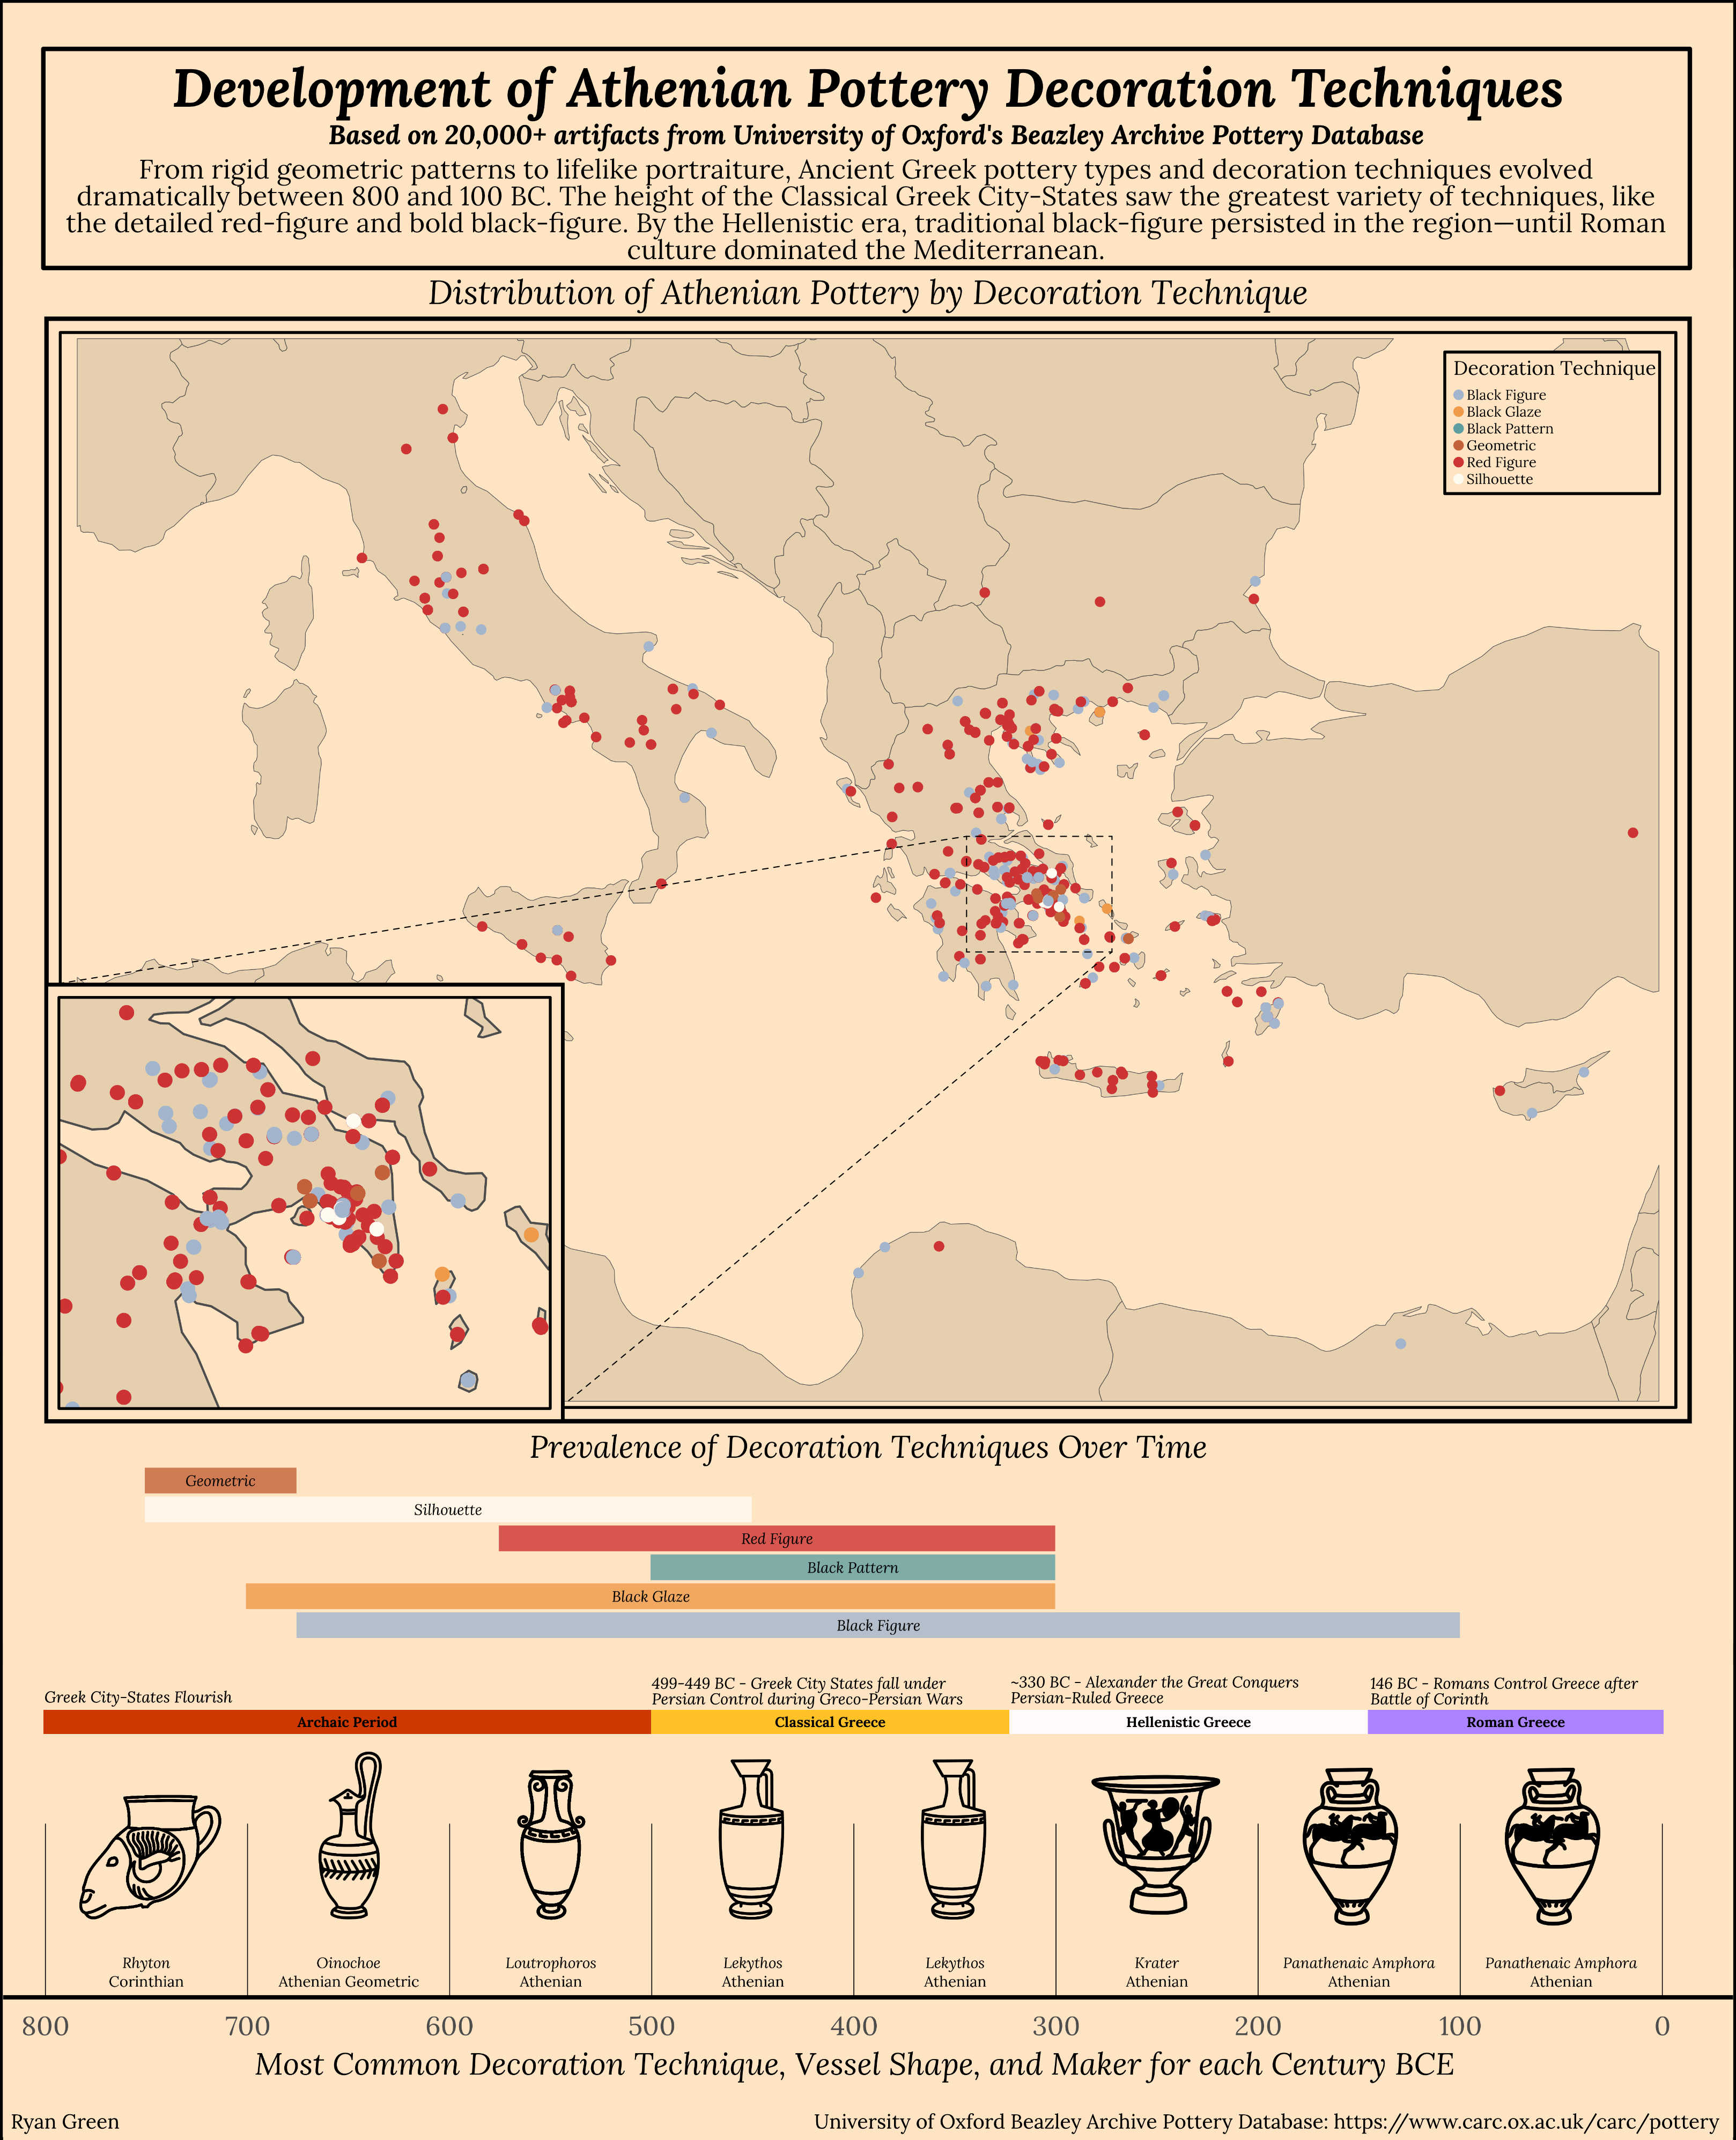 Development of Athenian Pottery Decoration Techniques
Based on 20,000+ artifacts from University of Oxford's Beazley Archive Pottery Database
From rigid geometric patterns to lifelike portraiture, Ancient Greek pottery types and decoration techniques evolved
dramatically between 800 and 100 BC. The height of the Classical Greek City-States saw the greatest variety of techniques, like
the detailed red-figure and bold black-figure. By the Hellenistic era, traditional black-figure persisted in the region—until Roman
culture dominated the Mediterranean.
Distribution of Athenian Pottery by Decoration Technique
Decoration Technique
Black Figure
Black Glaze
Black Pattern
Geometric
Red Figure
Silhouette
Prevalence of Decoration Techniques Over Time
Geometric
Silhouette
Red Figure
Black Pattern
Black Glaze
Black Figure
Greek City-States Flourish
499-449 BC - Greek City States fall under
Persian Control during Greco-Persian Wars
~330 BC - Alexander the Great Conquers
Persian-Ruled Greece
146 BC - Romans Control Greece after
Battle of Corinth
Archaic Period
Classical Greece
Hellenistic Greece
Roman Greece
Rhyton
Corinthian
Oinochoe
Athenian Geometric
Loutrophoros
Athenian
Lekythos
Athenian
Lekythos
Athenian
Krater
Athenian
Panathenaic Amphora
Athenian
Panathenaic Amphora
Athenian
800 700 600 500 400 300 200 100 0
Most Common Decoration Technique, Vessel Shape, and Maker for each Century BCE
Ryan Green
University of Oxford Beazley Archive Pottery Database: https://www.carc.ox.ac.uk/carc/pottery